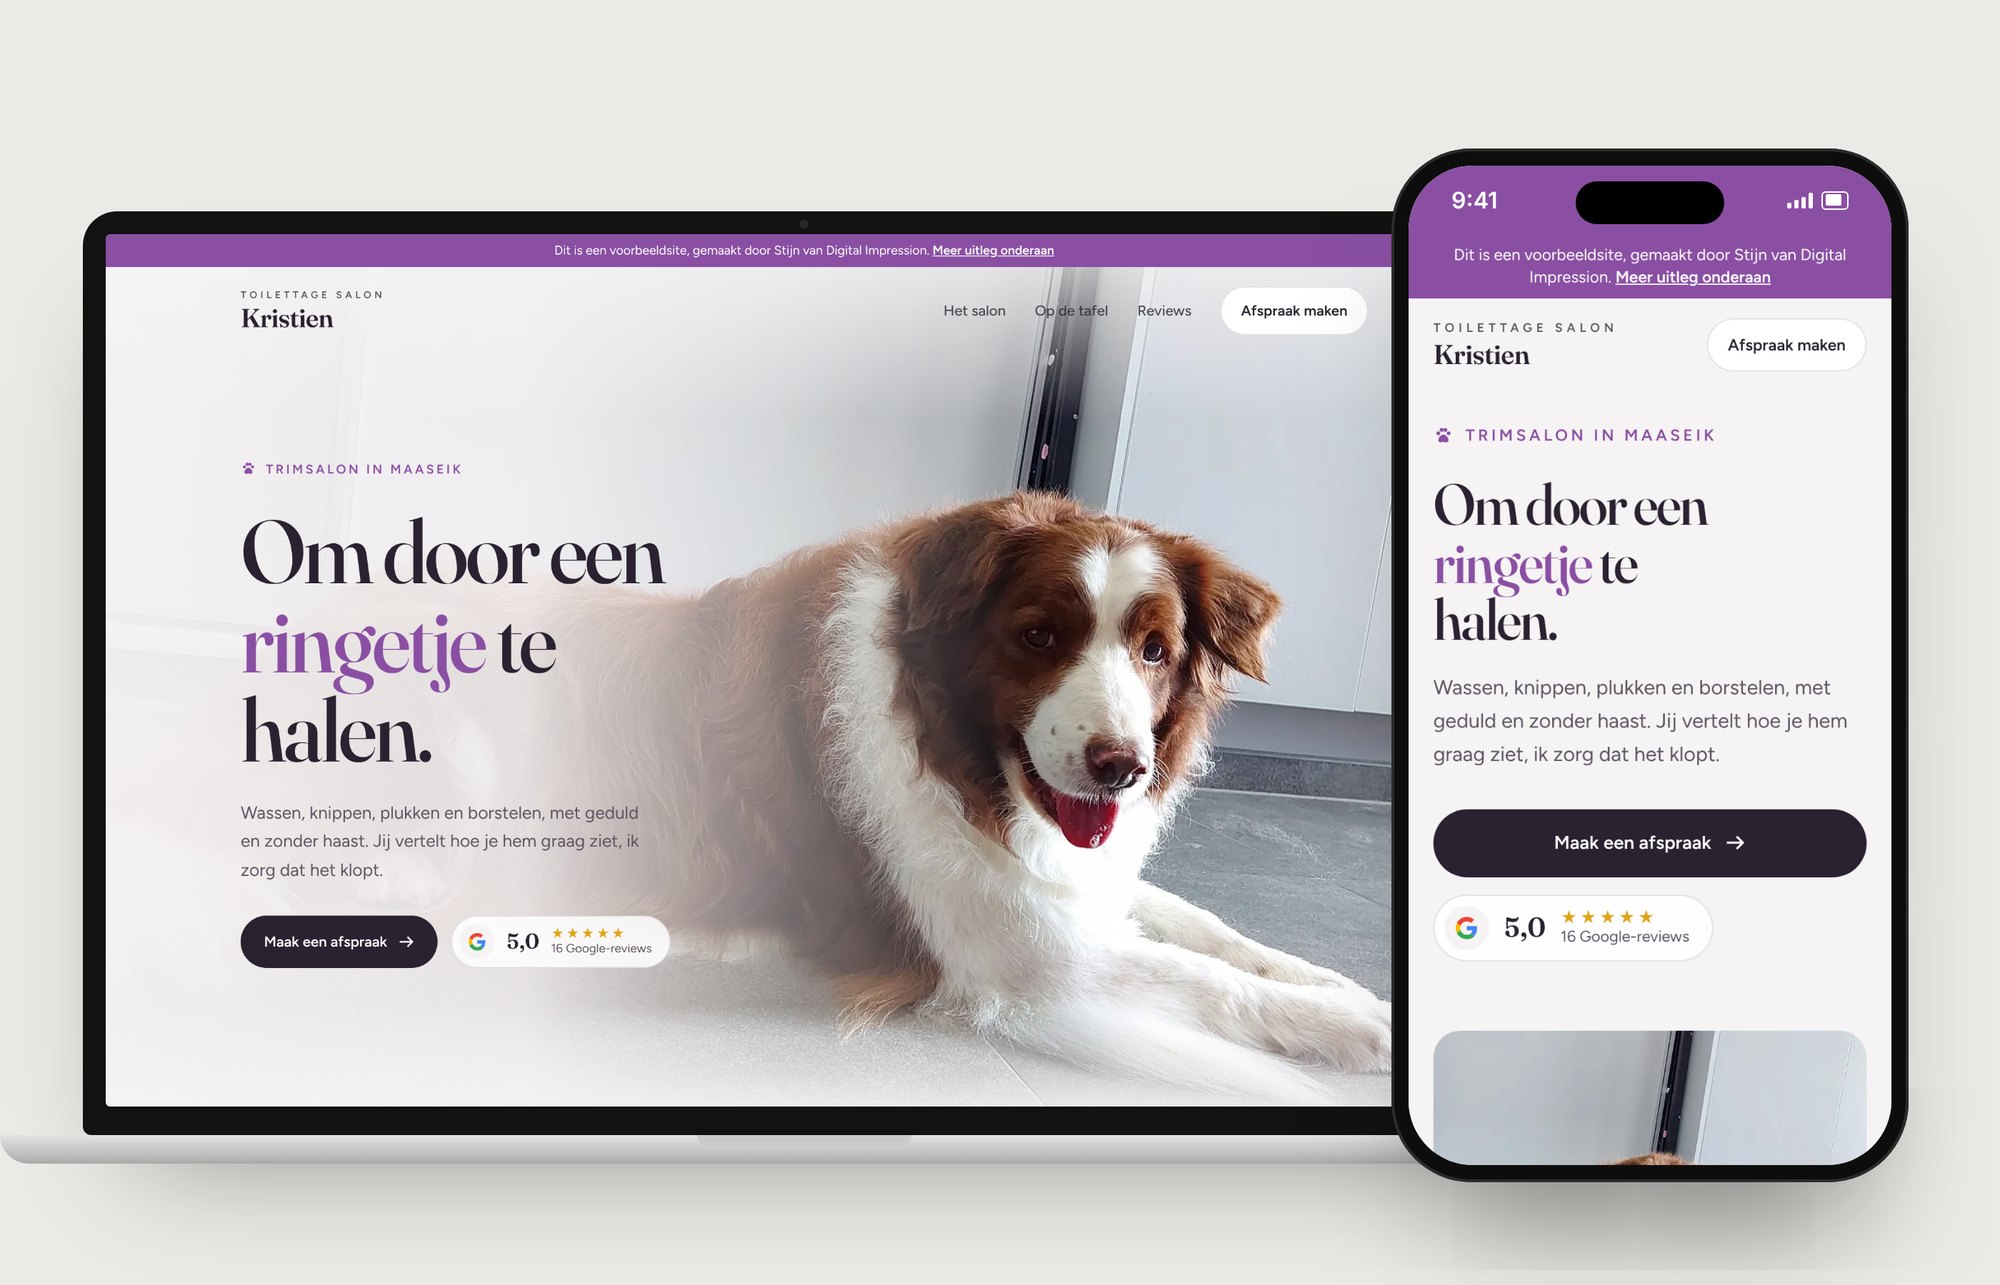 Dit is een voorbeeldsite, gemaakt door Stijn van Digital Impression. Meer uitleg onderaan
TOILETTAGE SALON
Kristien
Het salon
Op de tafel
Reviews
Afspraak maken
TRIMSALON IN MAASEIK
Om door een
ringetje te
halen.
Wassen, knippen, plukken en borstelen, met geduld
en zonder haast. Jij vertelt hoe je hem graag ziet, ik
zorg dat het klopt.
Maak een afspraak →
G
5,0
★★★★★
16 Google-reviews
9:41
Dit is een voorbeeldsite, gemaakt door Stijn van Digital
Impression. Meer uitleg onderaan
TOILETTAGE SALON
Kristien
Afspraak maken
TRIMSALON IN MAASEIK
Om door een
ringetje te
halen.
Wassen, knippen, plukken en borstelen, met
geduld en zonder haast. Jij vertelt hoe je hem
graag ziet, ik zorg dat het klopt.
Maak een afspraak →
G
5,0
★★★★★
16 Google-reviews